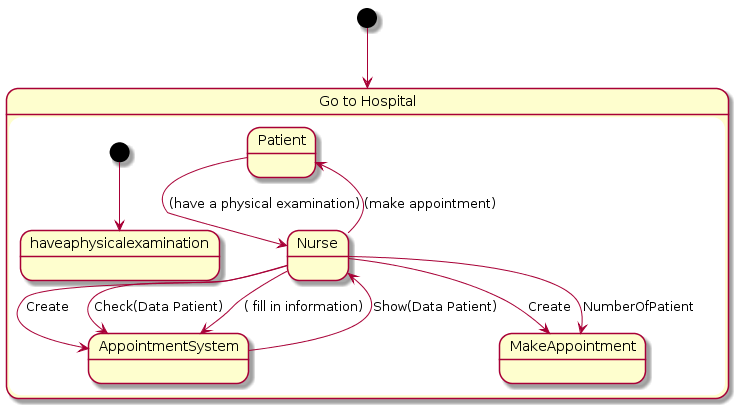 Go to Hospital
Patient
(have a physical examination)
(make appointment)
haveaphysicalexamination
Nurse
Create
Check(Data Patient)
( fill in information)
Show(Data Patient)
Create
NumberOfPatient
AppointmentSystem
MakeAppointment